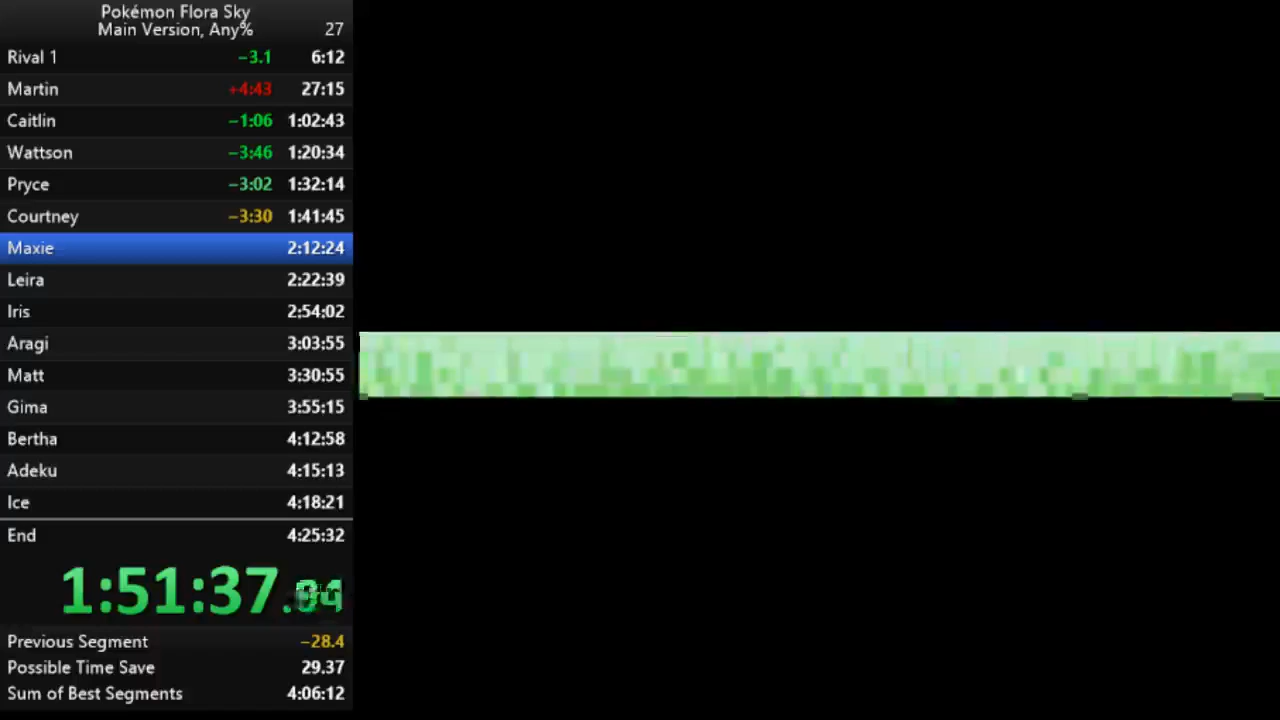 Pokémon Flora Sky
Main Version, Any% 27
Rival 1 −3.1 6:12
Martin +4:43 27:15
Caitlin −1:06 1:02:43
Wattson −3:46 1:20:34
Pryce −3:02 1:32:14
Courtney −3:30 1:41:45
Maxie 2:12:24
Leira 2:22:39
Iris 2:54:02
Aragi 3:03:55
Matt 3:30:55
Gima 3:55:15
Bertha 4:12:58
Adeku 4:15:13
Ice 4:18:21
End 4:25:32
1:51:37
Previous Segment −28.4
Possible Time Save 29.37
Sum of Best Segments 4:06:12